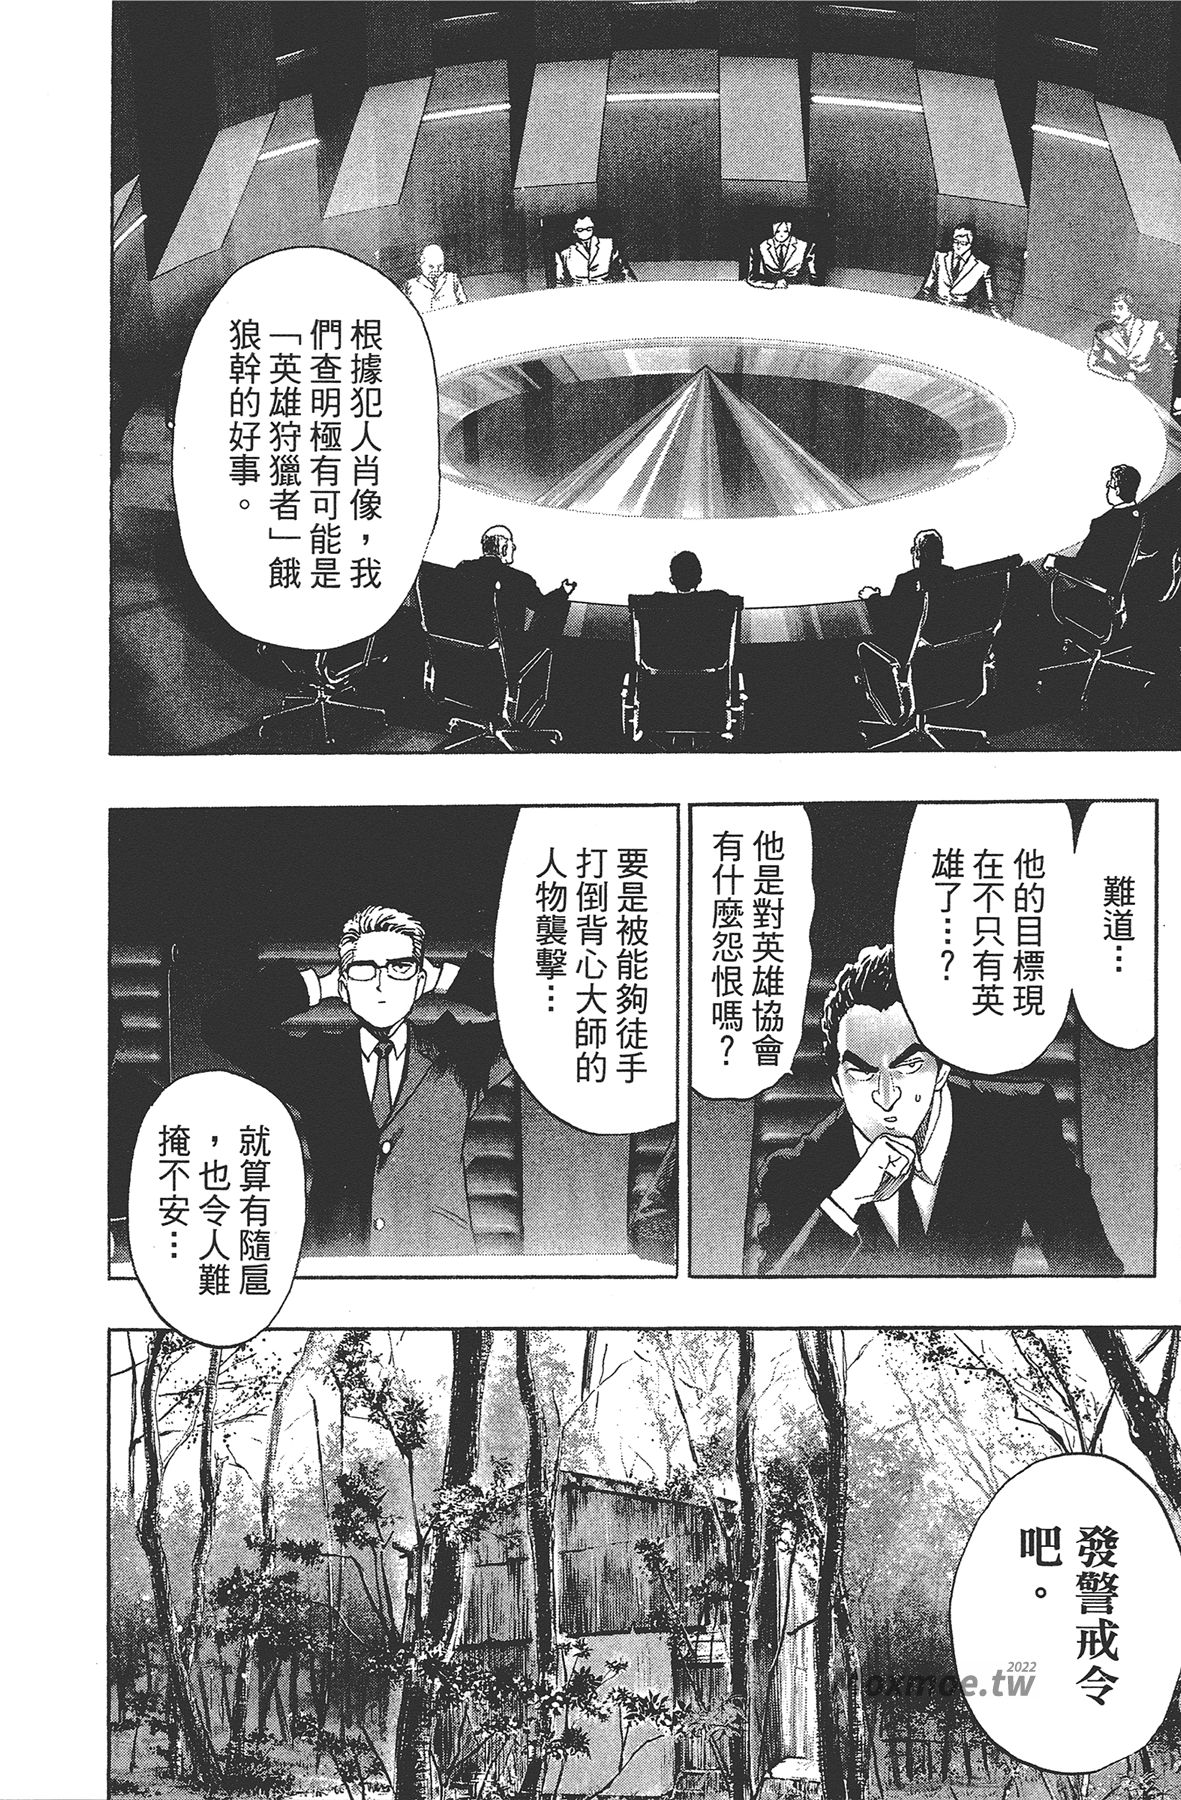 根據犯人肖像，我
們查明極有可能是
「英雄狩獵者」餓
狼幹的好事。
難道…
他的目標現
在不只有英
雄了…？
他是對英雄協會
有什麼怨恨嗎？
要是被能夠徒手
打倒背心大師的
人物襲擊…
就算有隨扈
，也令人難
掩不安…
發警戒令
吧。
2022
moxmoe.tw